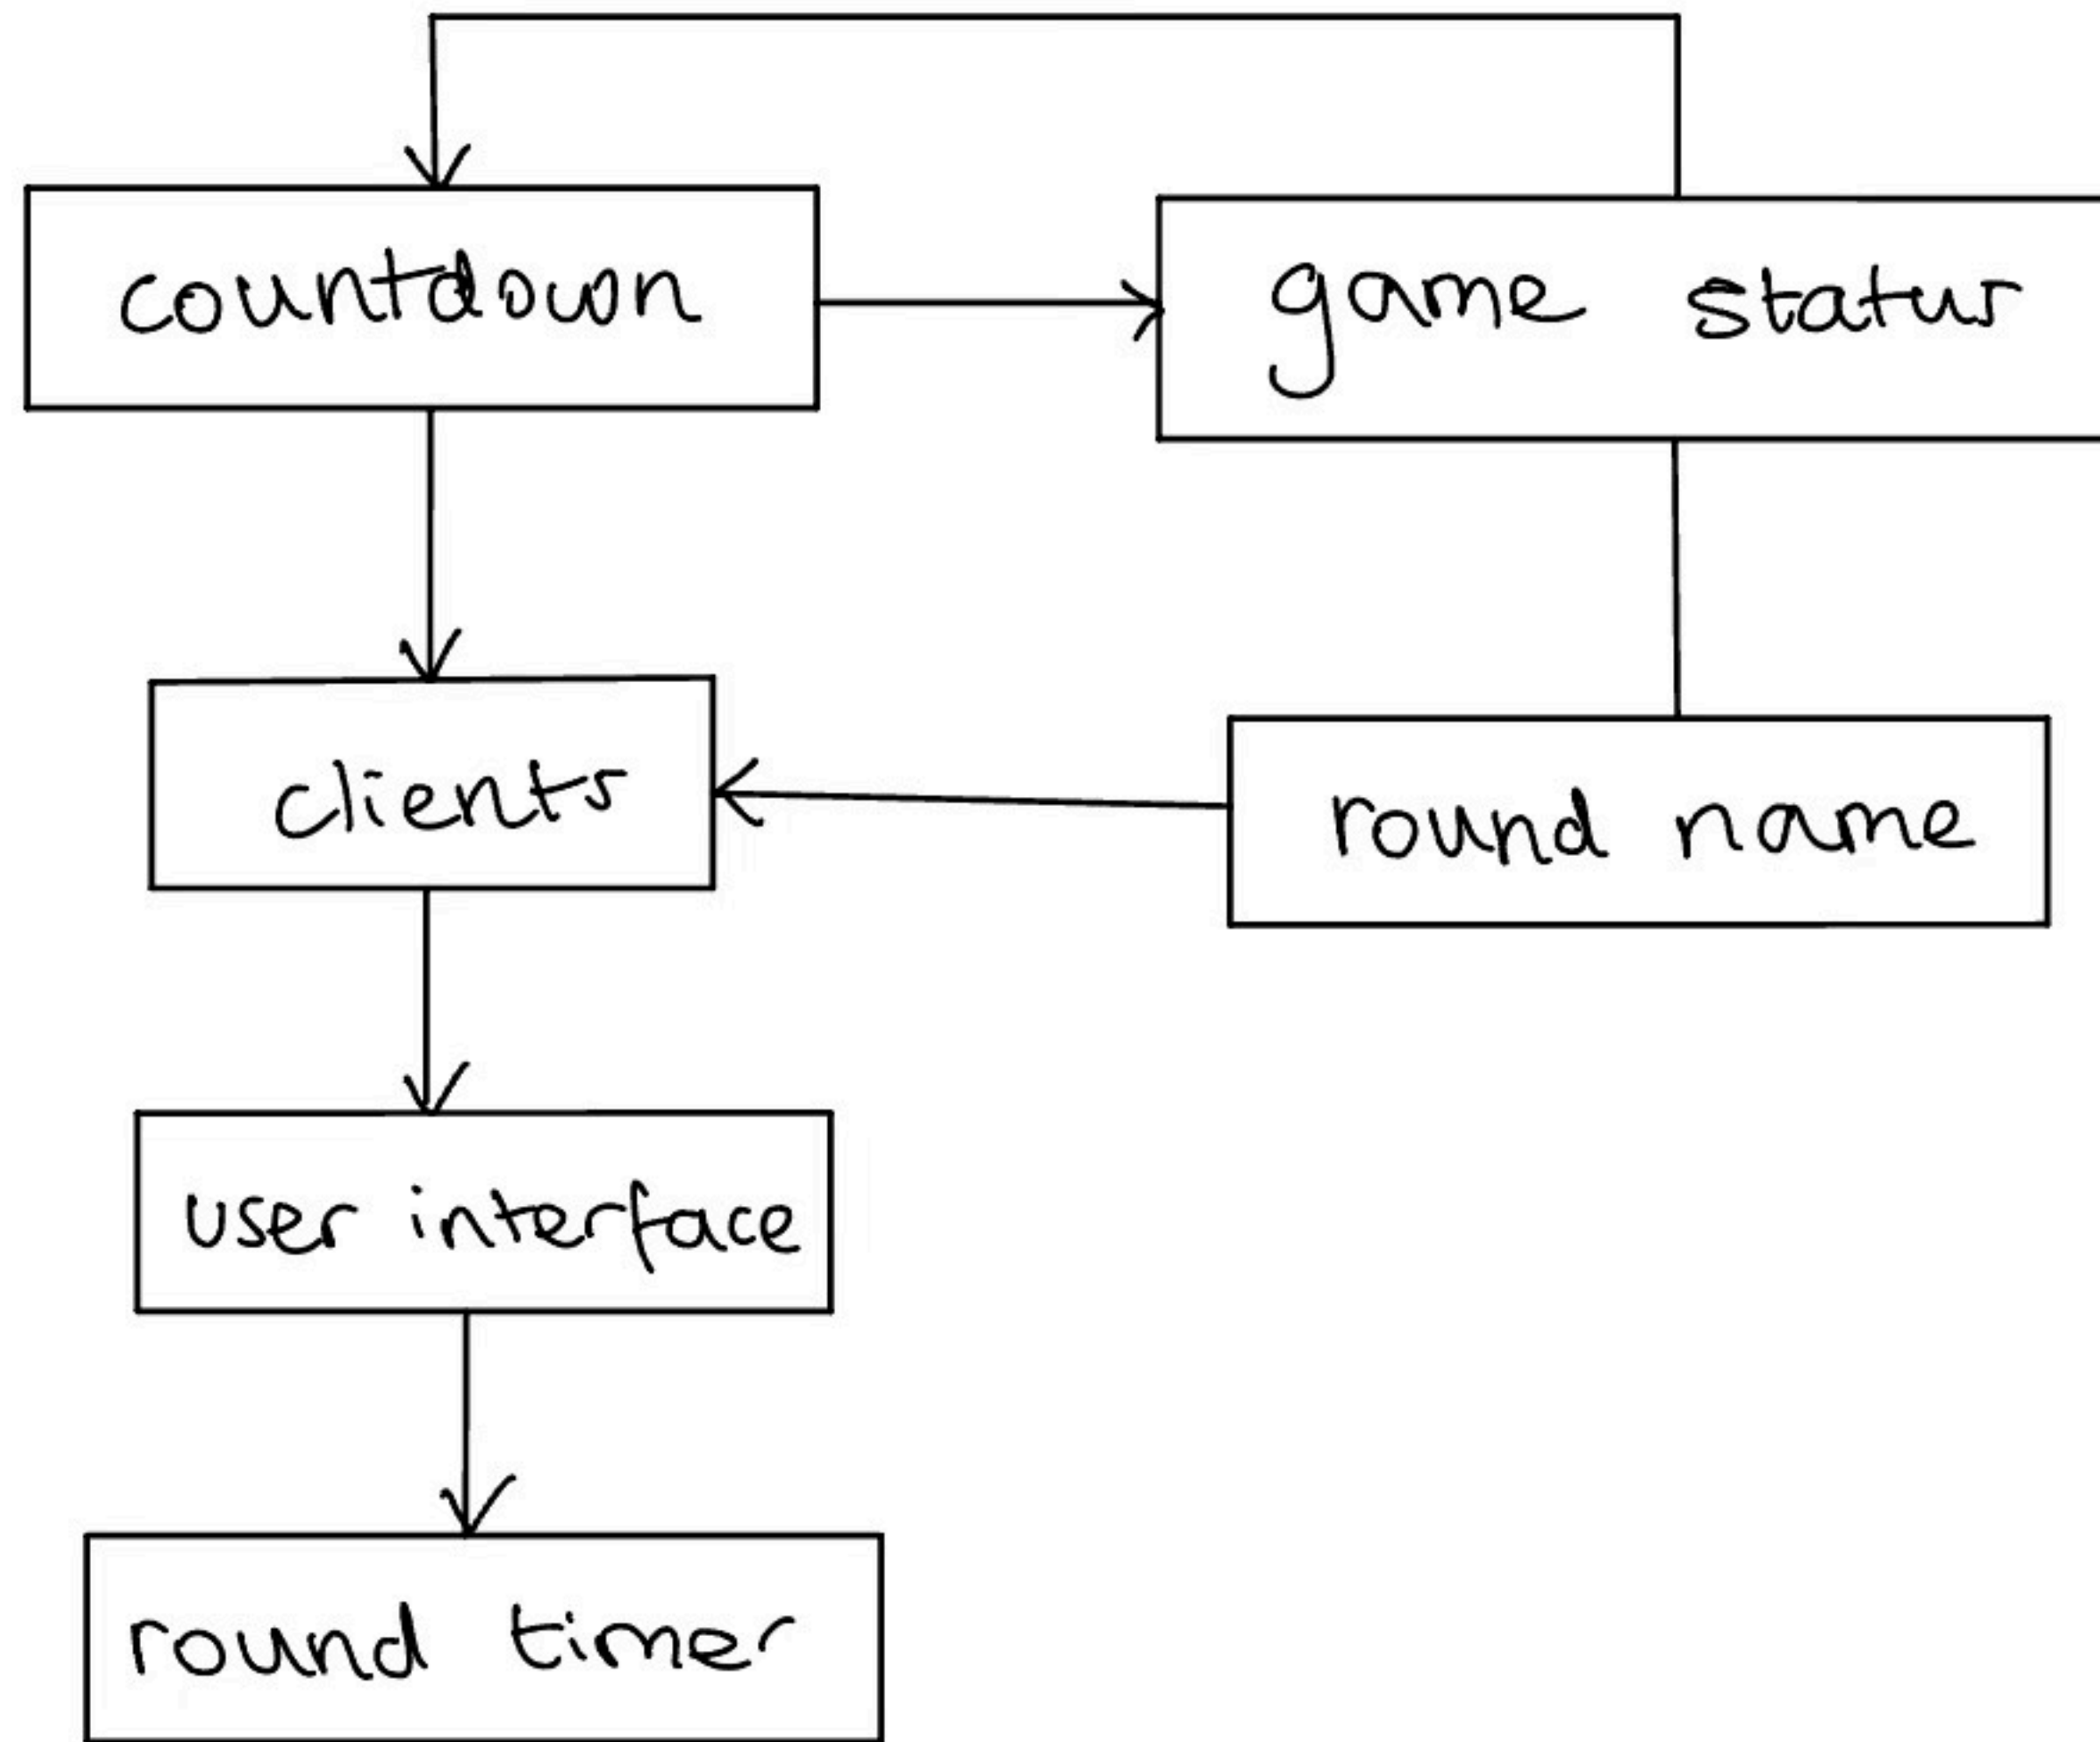 countdown
game status
clients
round name
user interface
round timer